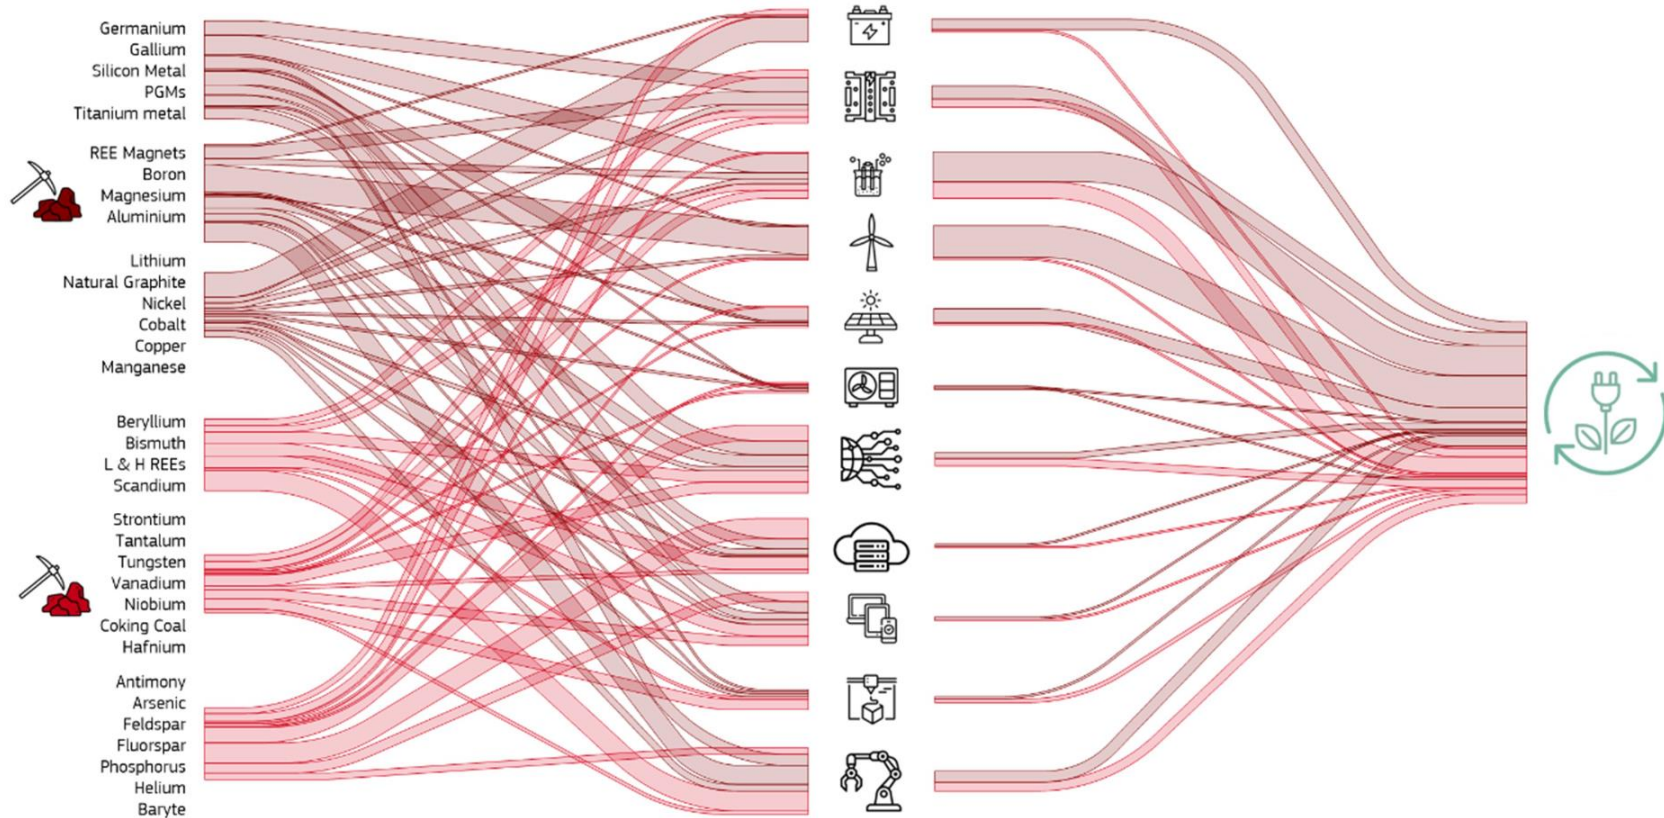 Germanium
Gallium
Silicon Metal
PGMs
Titanium metal
REE Magnets
Boron
Magnesium
Aluminium
Lithium
Natural Graphite
Nickel
Cobalt
Copper
Manganese
Beryllium
Bismuth
L & H REEs
Scandium
Strontium
Tantalum
Tungsten
Vanadium
Niobium
Coking Coal
Hafnium
Antimony
Arsenic
Feldspar
Fluorspar
Phosphorus
Helium
Baryte